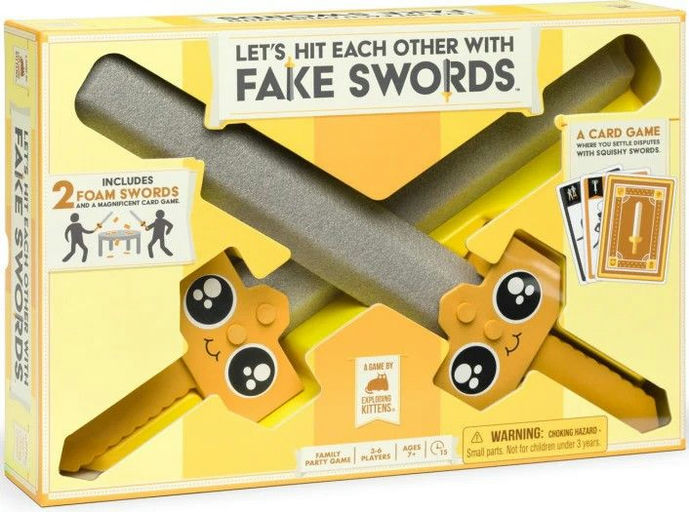 LET'S HIT EACH OTHER WITH
FAKE SWORDS™
LET'S HIT EACH OTHER WITH
FAKE SWORDS
INCLUDES
2 FOAM SWORDS
AND A MAGNIFICENT CARD GAME.
A CARD GAME
WHERE YOU SETTLE DISPUTES
WITH SQUISHY SWORDS.
A GAME BY
EXPLODING
KITTENS®
FAMILY
PARTY GAME
3-6
PLAYERS
AGES
7+
15
WARNING: CHOKING HAZARD -
Small parts. Not for children under 3 years.